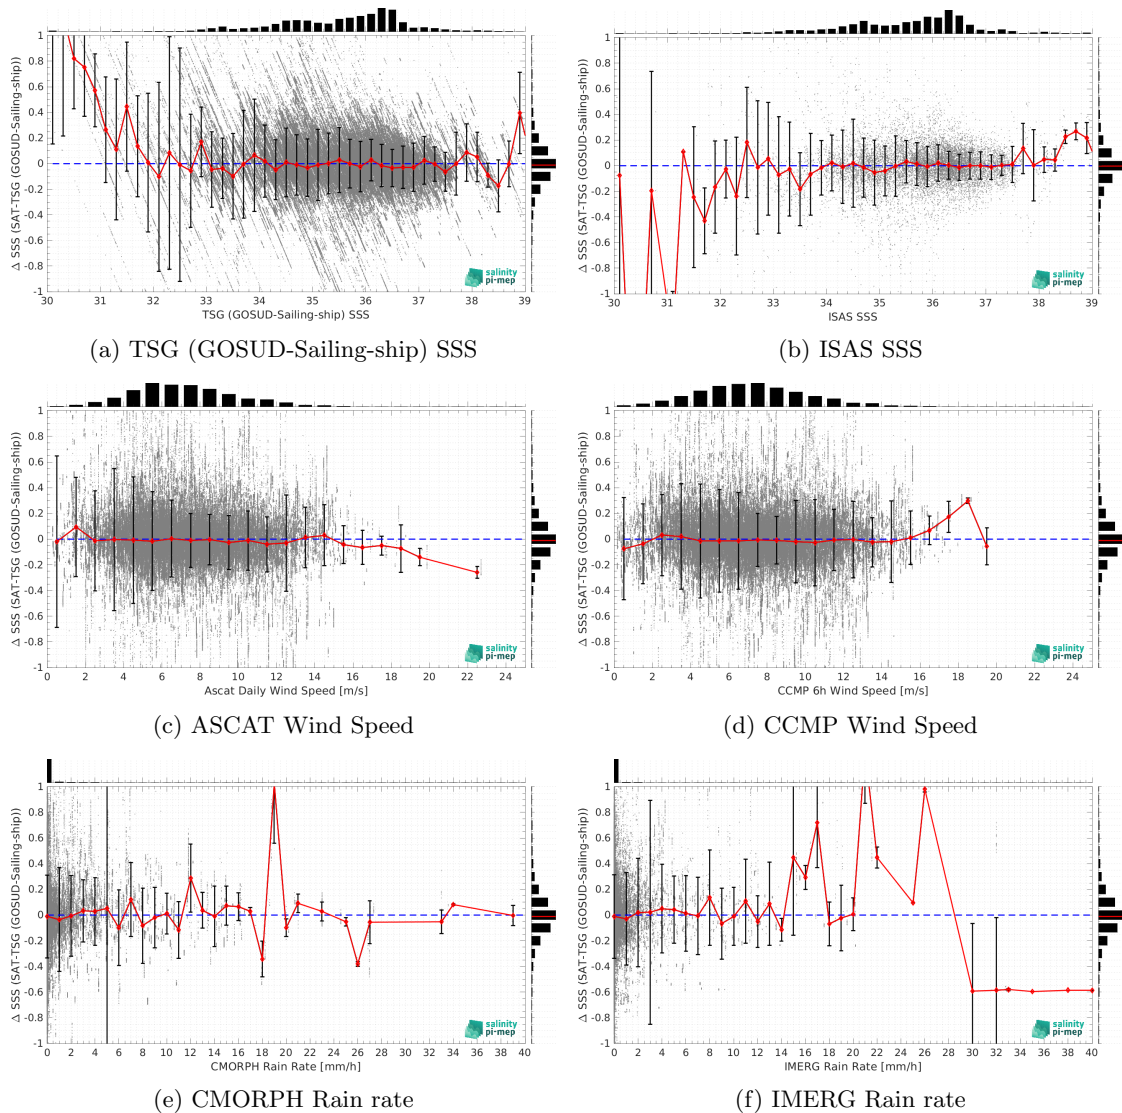 Δ SSS (SAT-TSG (GOSUD-Sailing-ship))
1
0.8
0.6
0.4
0.2
0
-0.2
-0.4
-0.6
-0.8
-1
salinity
pi-mep
30 31 32 33 34 35 36 37 38 39
TSG (GOSUD-Sailing-ship) SSS
(a) TSG (GOSUD-Sailing-ship) SSS
Δ SSS (SAT-TSG (GOSUD-Sailing-ship))
1
0.8
0.6
0.4
0.2
0
-0.2
-0.4
-0.6
-0.8
-1
salinity
pi-mep
30 31 32 33 34 35 36 37 38 39
ISAS SSS
(b) ISAS SSS
Δ SSS (SAT-TSG (GOSUD-Sailing-ship))
1
0.8
0.6
0.4
0.2
0
-0.2
-0.4
-0.6
-0.8
-1
salinity
pi-mep
0 2 4 6 8 10 12 14 16 18 20 22 24
Ascat Daily Wind Speed [m/s]
(c) ASCAT Wind Speed
Δ SSS (SAT-TSG (GOSUD-Sailing-ship))
1
0.8
0.6
0.4
0.2
0
-0.2
-0.4
-0.6
-0.8
-1
salinity
pi-mep
0 2 4 6 8 10 12 14 16 18 20 22 24
CCMP 6h Wind Speed [m/s]
(d) CCMP Wind Speed
Δ SSS (SAT-TSG (GOSUD-Sailing-ship))
1
0.8
0.6
0.4
0.2
0
-0.2
-0.4
-0.6
-0.8
-1
salinity
pi-mep
0 2 4 6 8 10 12 14 16 18 20 22 24 26 28 30 32 34 36 38 40
CMORPH Rain Rate [mm/h]
(e) CMORPH Rain rate
Δ SSS (SAT-TSG (GOSUD-Sailing-ship))
1
0.8
0.6
0.4
0.2
0
-0.2
-0.4
-0.6
-0.8
-1
salinity
pi-mep
0 2 4 6 8 10 12 14 16 18 20 22 24 26 28 30 32 34 36 38 40
IMERG Rain Rate [mm/h]
(f) IMERG Rain rate